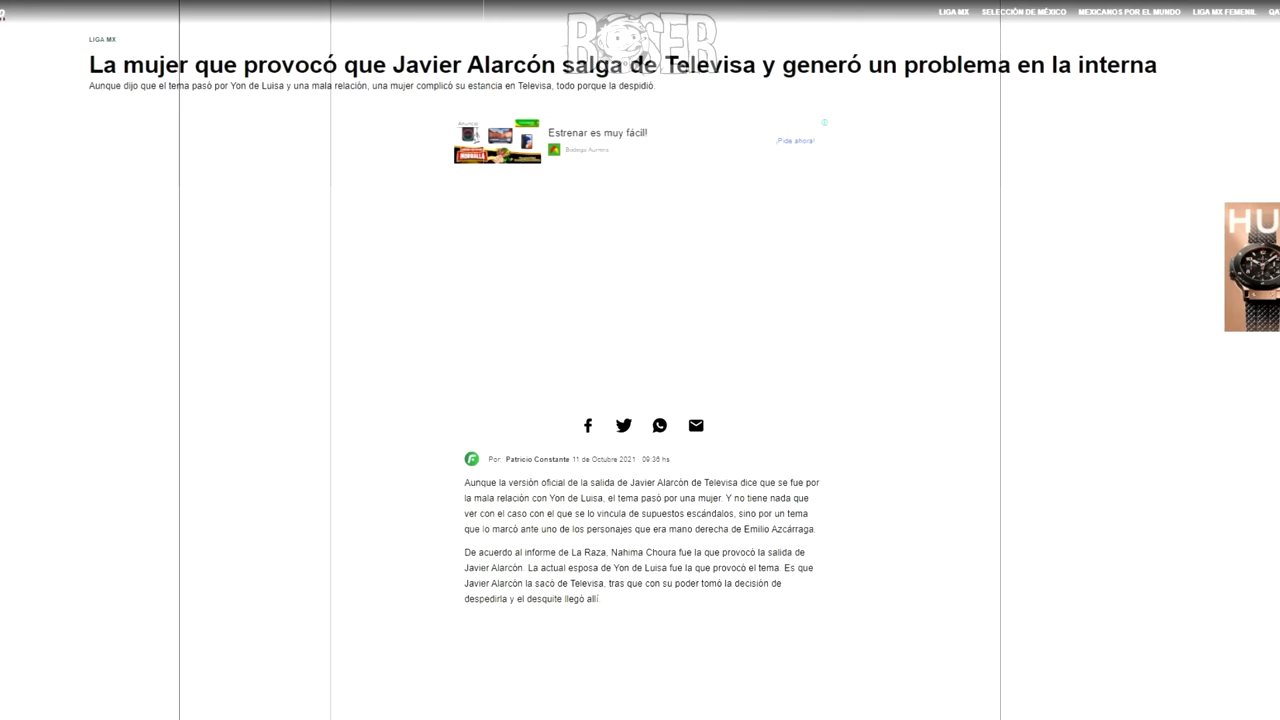 LIGA MX SELECCIÓN DE MÉXICO MEXICANOS POR EL MUNDO LIGA MX FEMENIL QA
BOSER
LIGA MX
La mujer que provocó que Javier Alarcón salga de Televisa y generó un problema en la interna
Aunque dijo que el tema pasó por Yon de Luisa y una mala relación, una mujer complicó su estancia en Televisa, todo porque la despidió.
Anuncio
Estrenar es muy fácil!
¡Pide ahora!
Bodega Aurrera
MORRALLA
HU
Por: Patricio Constante 11 de Octubre 2021 · 09:36 hs
Aunque la versión oficial de la salida de Javier Alarcón de Televisa dice que se fue por
la mala relación con Yon de Luisa, el tema pasó por una mujer. Y no tiene nada que
ver con el caso con el que se lo vincula de supuestos escándalos, sino por un tema
que lo marcó ante uno de los personajes que era mano derecha de Emilio Azcárraga.
De acuerdo al informe de La Raza, Nahima Choura fue la que provocó la salida de
Javier Alarcón. La actual esposa de Yon de Luisa fue la que provocó el tema. Es que
Javier Alarcón la sacó de Televisa, tras que con su poder tomó la decisión de
despedirla y el desquite llegó allí.